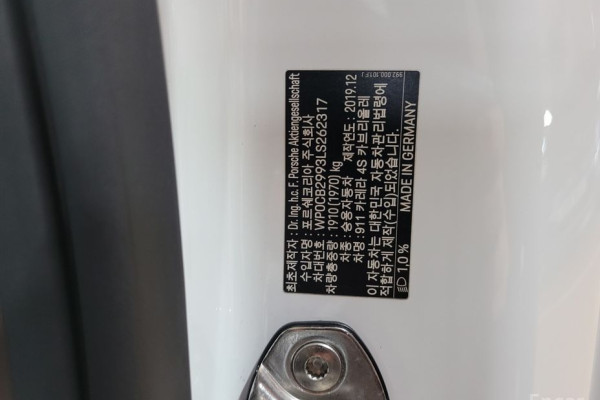 최초제작자 : Dr. Ing. h.c. F. Porsche Aktiengesellschaft
수입자명 : 포르쉐코리아 주식회사
차대번호 : WP0CB2993LS262317
차량총중량 : 1910 (1970) kg
차종 : 승용자동차 제작연도 : 2019.12
차명 : 911 카레라 4S 카브리올레
이 자동차는 대한민국 자동차관리법령에
적합하게 제작(수입)되었습니다.
1,0 % MADE IN GERMANY